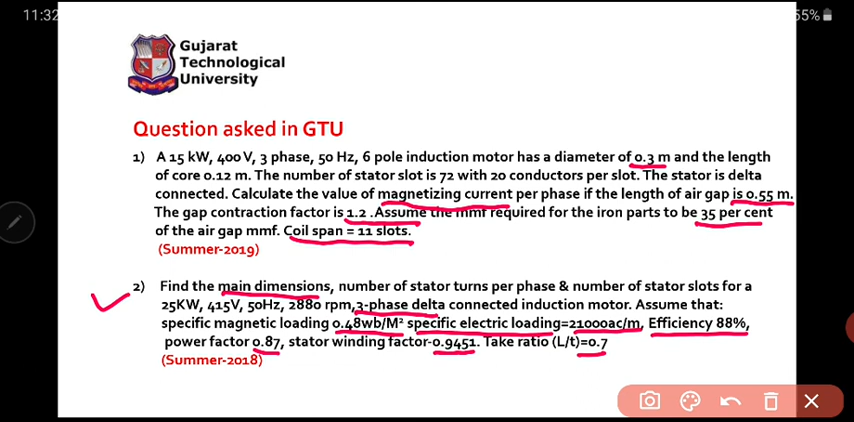 11:32
55%
Gujarat
Technological
University
Question asked in GTU
1) A 15 kW, 400 V, 3 phase, 50 Hz, 6 pole induction motor has a diameter of 0.3 m and the length
of core 0.12 m. The number of stator slot is 72 with 20 conductors per slot. The stator is delta
connected. Calculate the value of magnetizing current per phase if the length of air gap is 0.55 m.
The gap contraction factor is 1.2 .Assume the mmf required for the iron parts to be 35 per cent
of the air gap mmf. Coil span = 11 slots.
(Summer-2019)
2) Find the main dimensions, number of stator turns per phase & number of stator slots for a
25KW, 415V, 50Hz, 2880 rpm,3-phase delta connected induction motor. Assume that:
specific magnetic loading 0.48wb/M² specific electric loading=21000ac/m, Efficiency 88%,
power factor 0.87, stator winding factor-0.9451. Take ratio (L/t)=0.7
(Summer-2018)